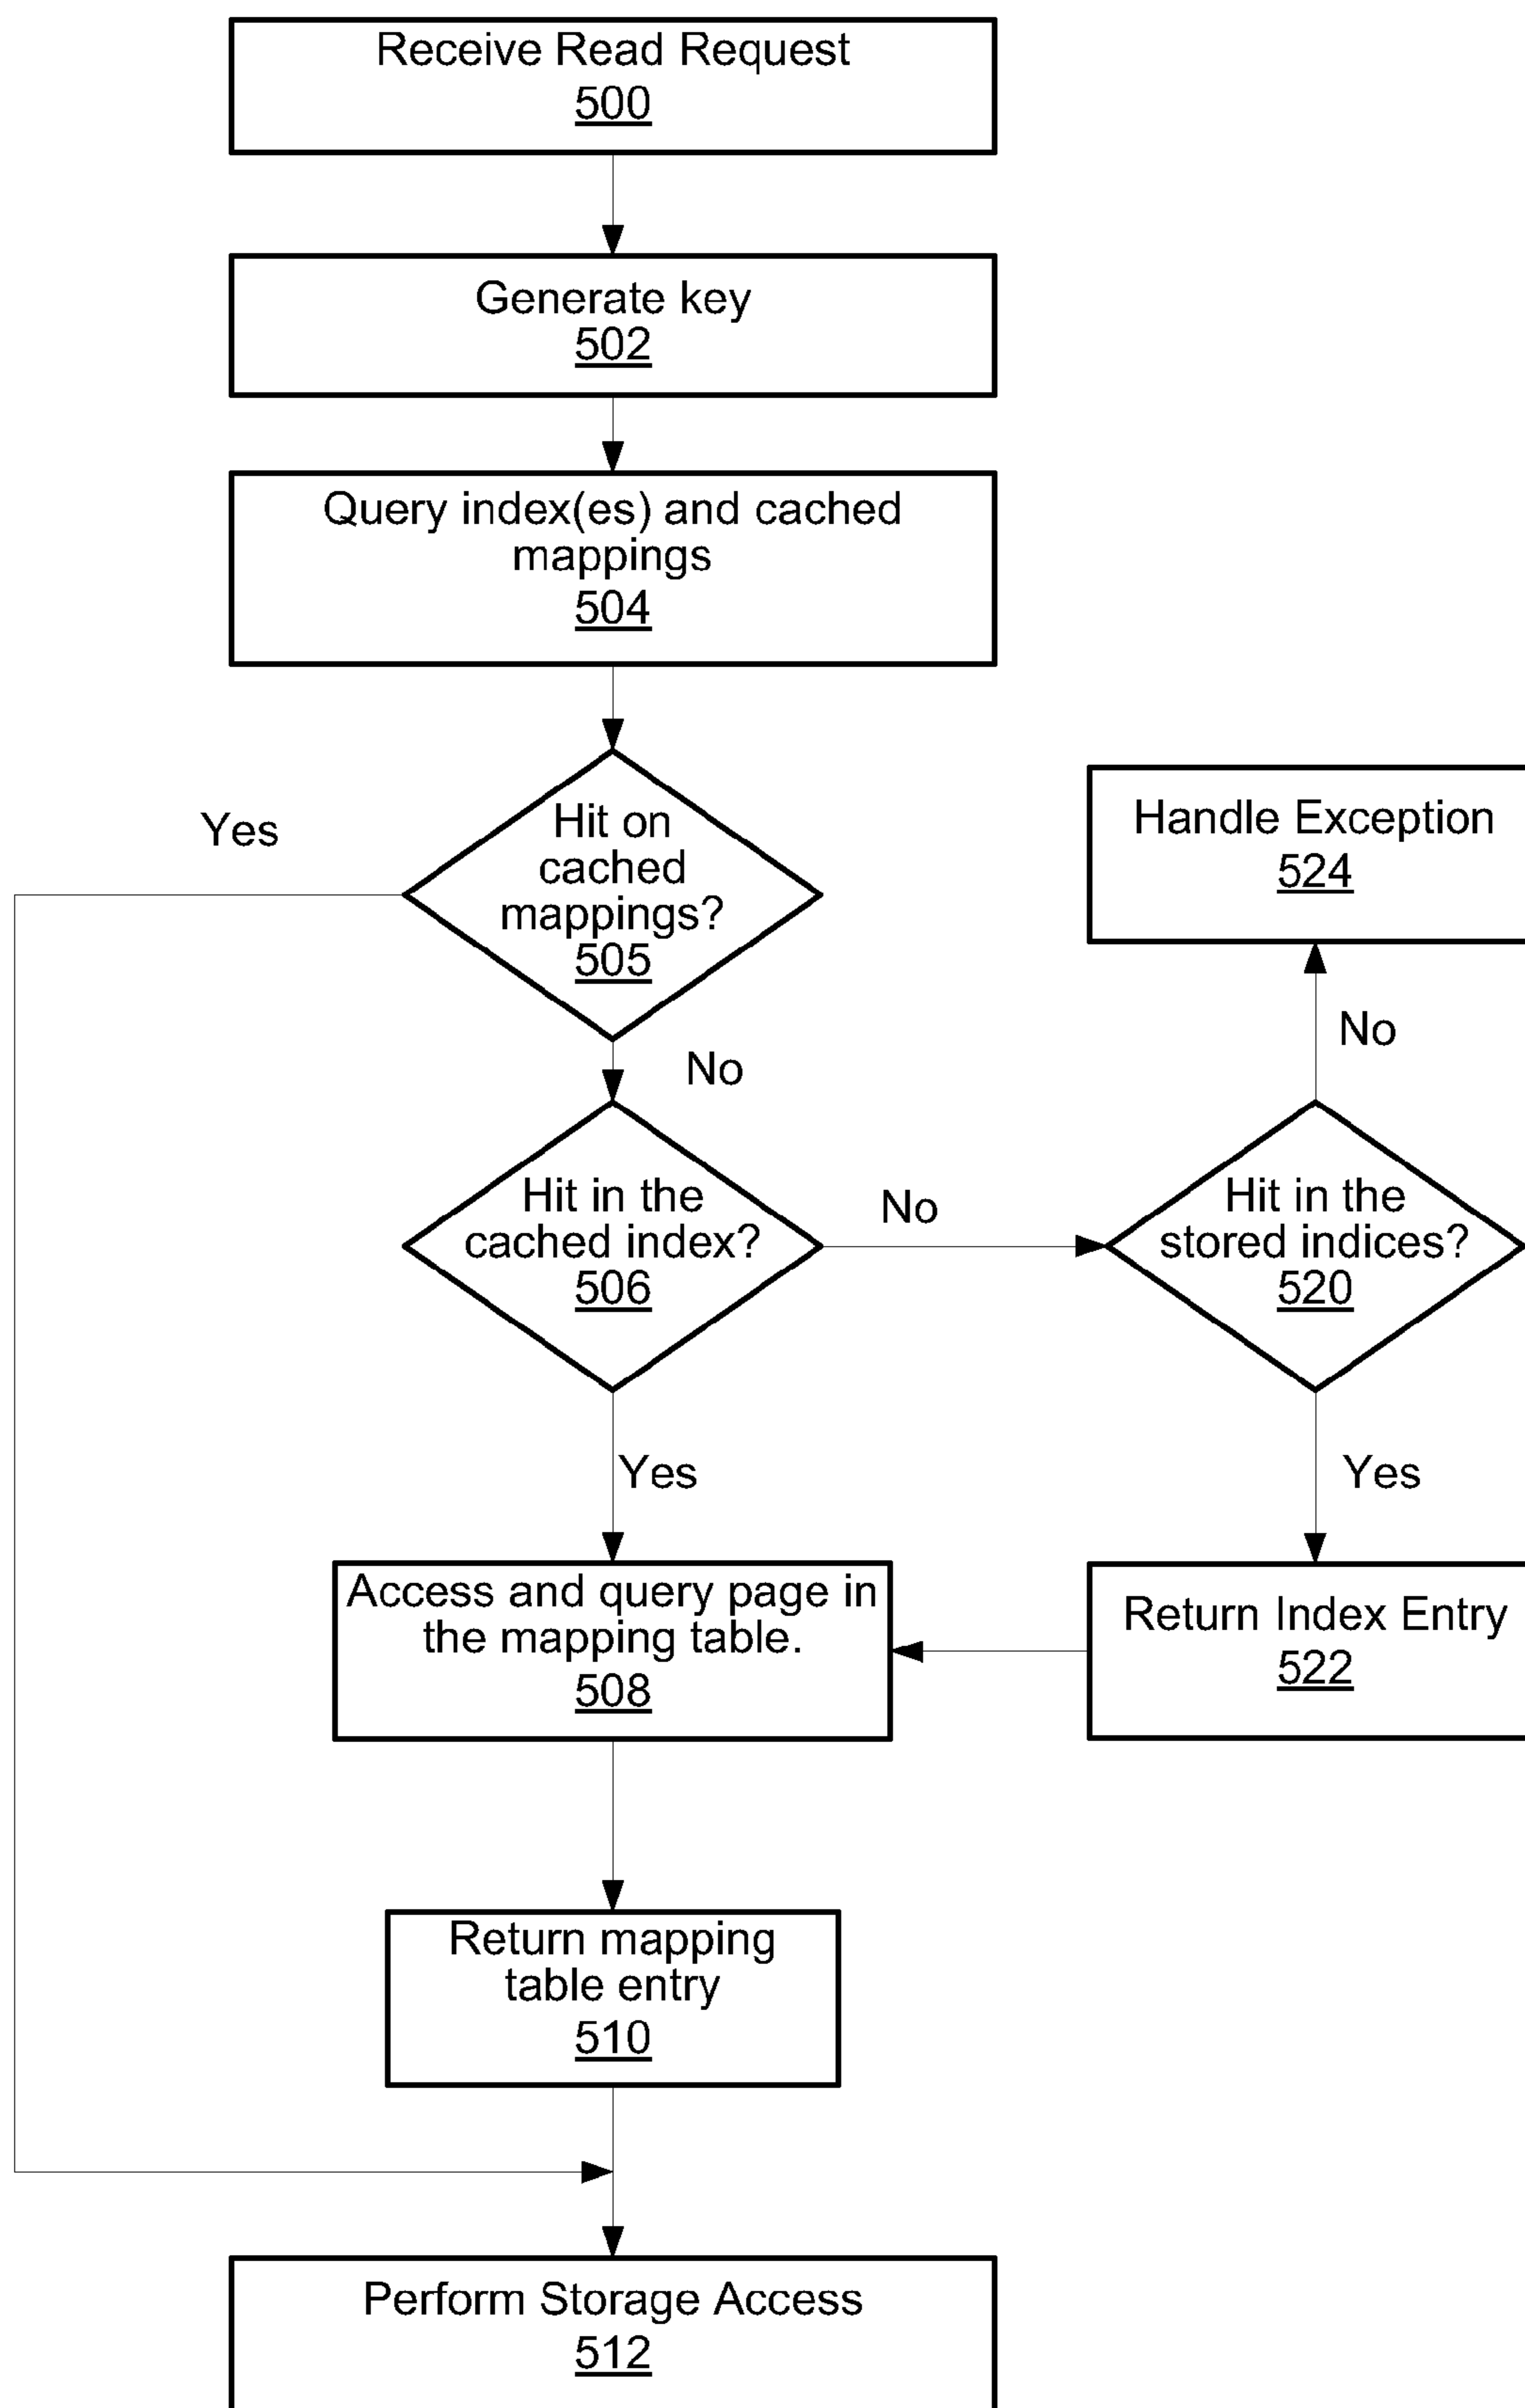 Receive Read Request
500
Generate key
502
Query index(es) and cached
mappings
504
Yes
Hit on
cached
mappings?
505
Handle Exception
524
No
No
Hit in the
cached index?
506
No
Hit in the
stored indices?
520
Yes
Yes
Access and query page in
the mapping table.
508
Return Index Entry
522
Return mapping
table entry
510
Perform Storage Access
512